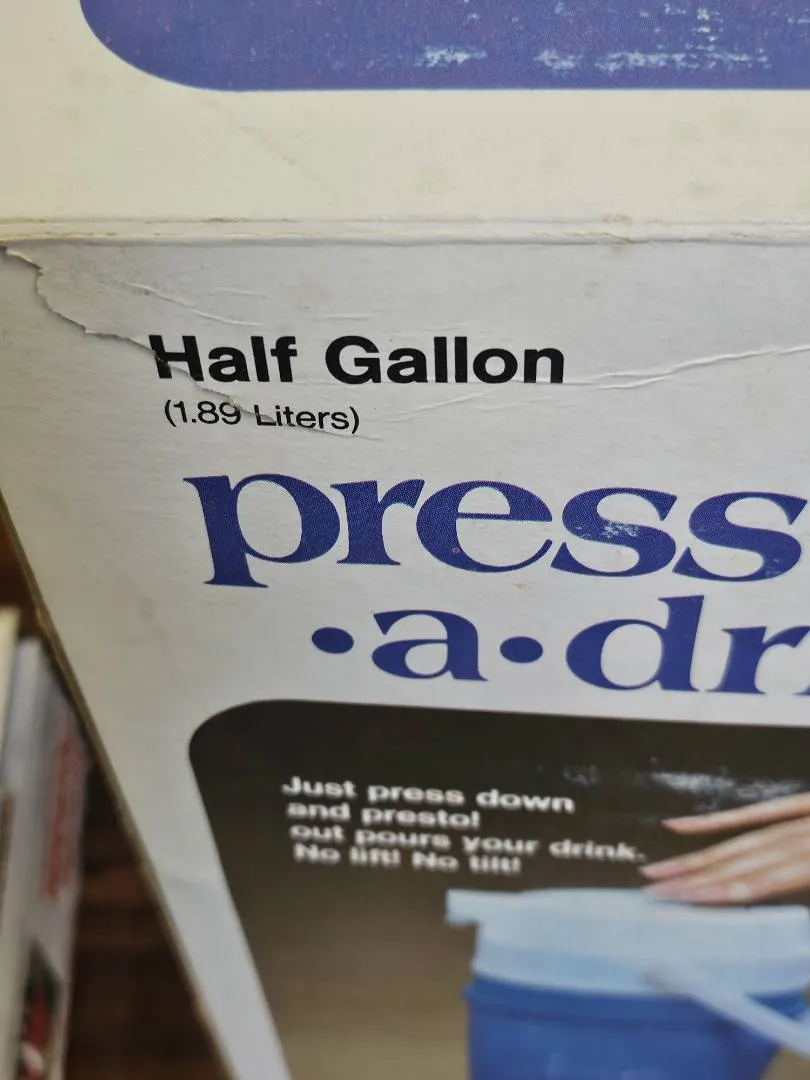 Half Gallon
(1.89 Liters)
press
·a·dr
Just press down
and presto!
out pours your drink.
No lift! No tilt!